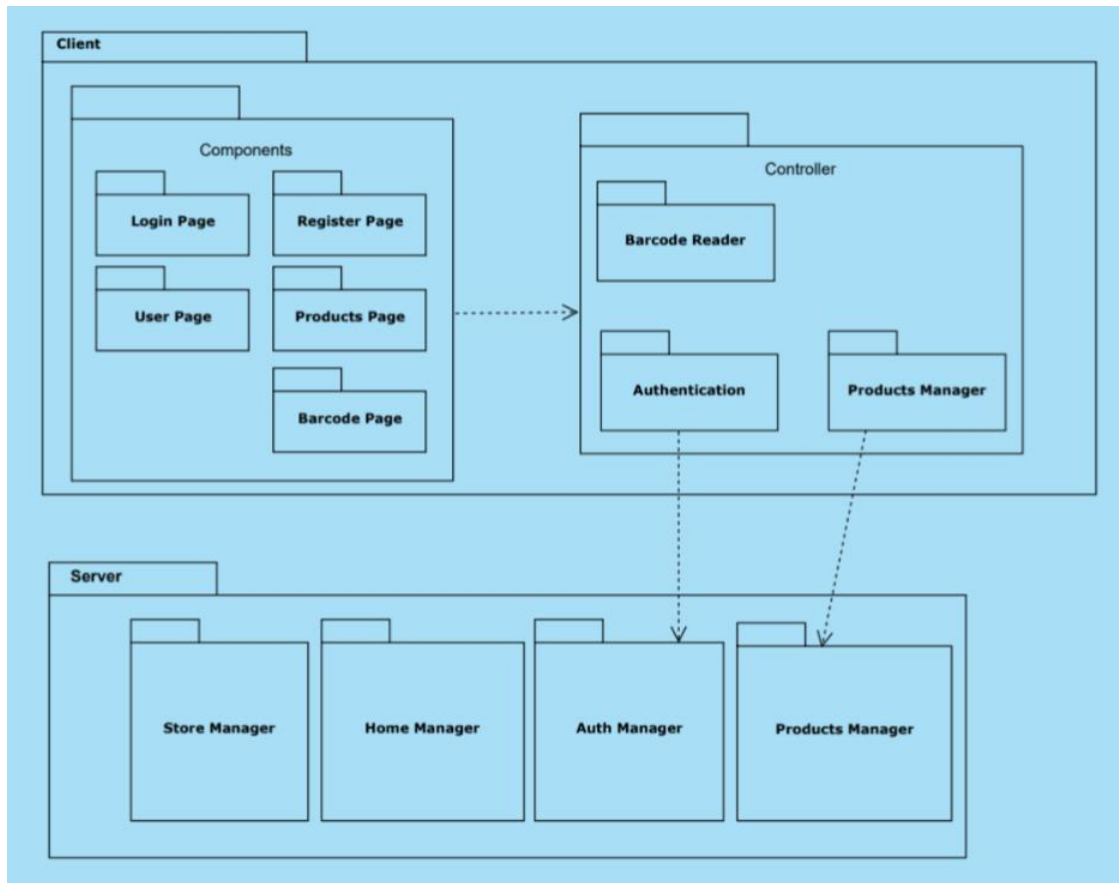 Client
Components
Controller
Login Page
Register Page
Barcode Reader
User Page
Products Page
Authentication
Products Manager
Barcode Page
Server
Store Manager
Home Manager
Auth Manager
Products Manager